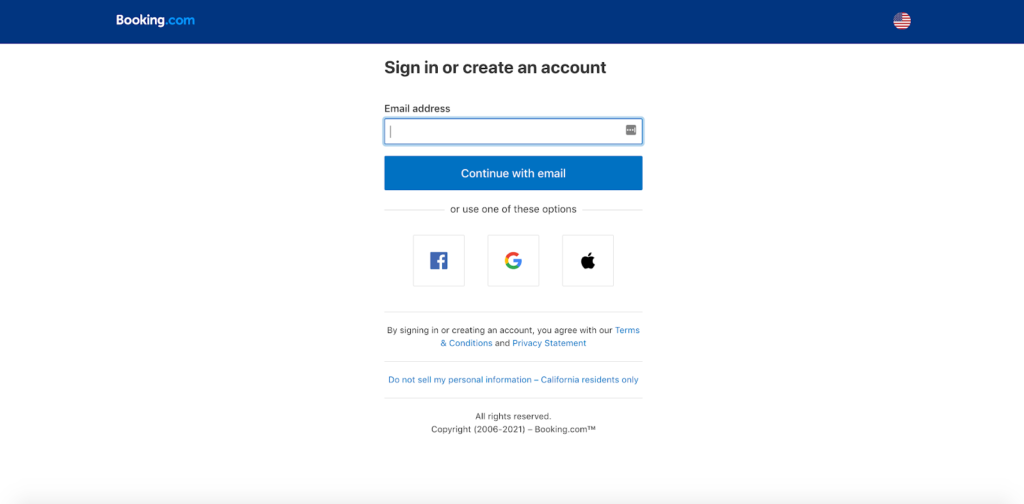 Booking.com
Sign in or create an account
Email address
Continue with email
or use one of these options
By signing in or creating an account, you agree with our Terms
& Conditions and Privacy Statement
Do not sell my personal information – California residents only
All rights reserved.
Copyright (2006-2021) – Booking.com™